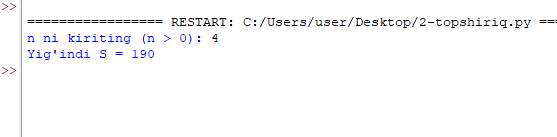 >>
================= RESTART: C:/Users/user/Desktop/2-topshiriq.py ==
n ni kiriting (n > 0): 4
Yig'indi S = 190
>>